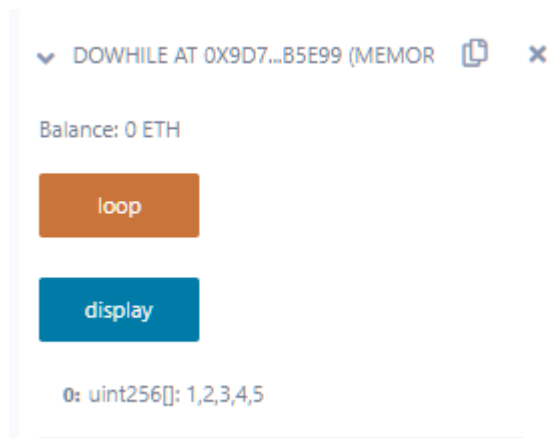 DOWHILE AT 0X9D7...B5E99 (MEMOR
Balance: 0 ETH
loop
display
0: uint256[]: 1,2,3,4,5